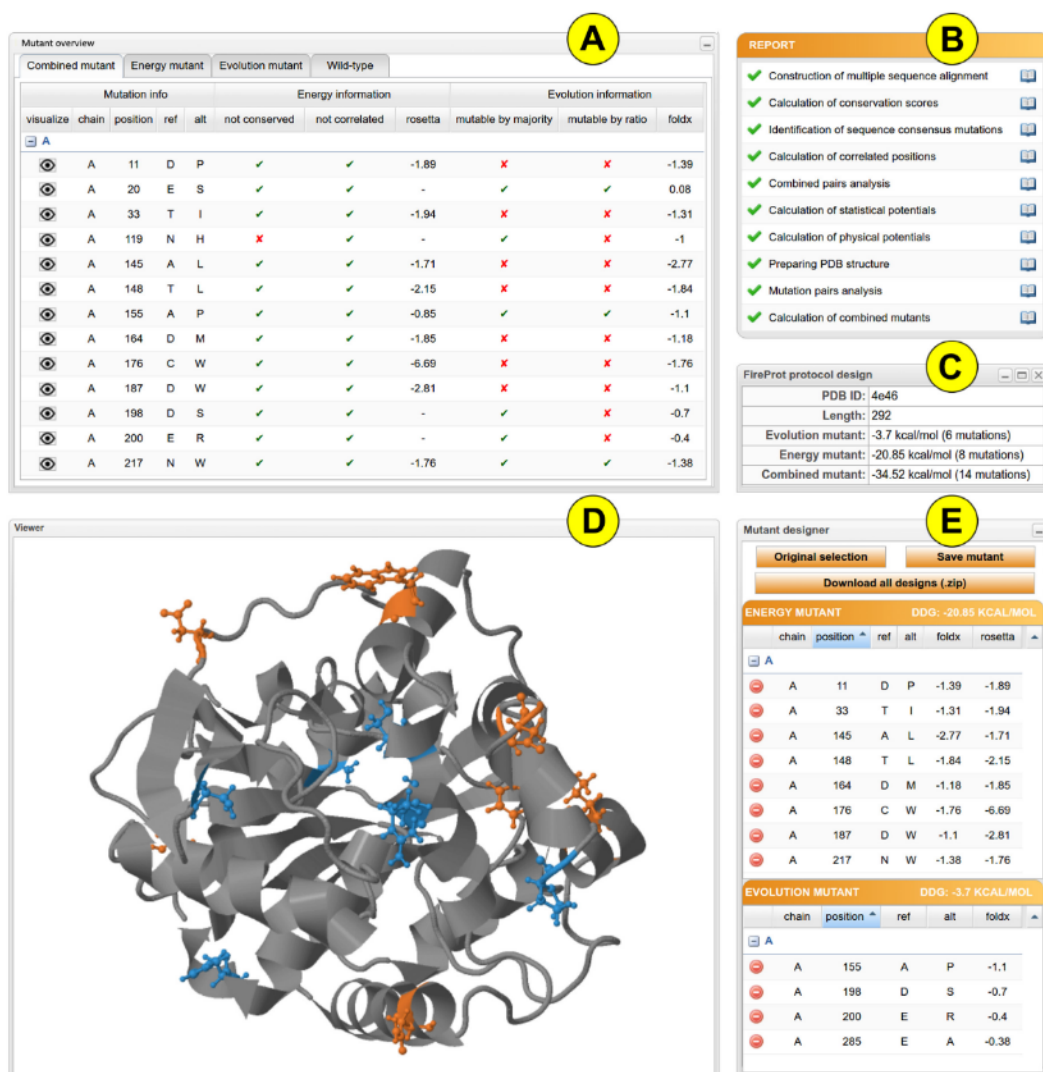 A
Mutant overview
Combined mutant Energy mutant Evolution mutant Wild-type
Mutation info Energy information Evolution information
visualize chain position ref alt not conserved not correlated rosetta mutable by majority mutable by ratio foldx
A
A 11 D P ✔ ✔ -1.89 ✘ ✘ -1.39
A 20 E S ✔ ✔ - ✔ ✔ 0.08
A 33 T I ✔ ✔ -1.94 ✘ ✘ -1.31
A 119 N H ✘ ✔ - ✔ ✘ -1
A 145 A L ✔ ✔ -1.71 ✘ ✘ -2.77
A 148 T L ✔ ✔ -2.15 ✘ ✘ -1.84
A 155 A P ✔ ✔ -0.85 ✔ ✔ -1.1
A 164 D M ✔ ✔ -1.85 ✘ ✘ -1.18
A 176 C W ✔ ✔ -6.69 ✘ ✘ -1.76
A 187 D W ✔ ✔ -2.81 ✘ ✘ -1.1
A 198 D S ✔ ✔ - ✔ ✘ -0.7
A 200 E R ✔ ✔ - ✔ ✘ -0.4
A 217 N W ✔ ✔ -1.76 ✔ ✔ -1.38
B
REPORT
Construction of multiple sequence alignment
Calculation of conservation scores
Identification of sequence consensus mutations
Calculation of correlated positions
Combined pairs analysis
Calculation of statistical potentials
Calculation of physical potentials
Preparing PDB structure
Mutation pairs analysis
Calculation of combined mutants
C
FireProt protocol design
PDB ID: 4e46
Length: 292
Evolution mutant: -3.7 kcal/mol (6 mutations)
Energy mutant: -20.85 kcal/mol (8 mutations)
Combined mutant: -34.52 kcal/mol (14 mutations)
D
Viewer
E
Mutant designer
Original selection Save mutant
Download all designs (.zip)
ENERGY MUTANT DDG: -20.85 KCAL/MOL
chain position ref alt foldx rosetta
A
A 11 D P -1.39 -1.89
A 33 T I -1.31 -1.94
A 145 A L -2.77 -1.71
A 148 T L -1.84 -2.15
A 164 D M -1.18 -1.85
A 176 C W -1.76 -6.69
A 187 D W -1.1 -2.81
A 217 N W -1.38 -1.76
EVOLUTION MUTANT DDG: -3.7 KCAL/MOL
chain position ref alt foldx
A
A 155 A P -1.1
A 198 D S -0.7
A 200 E R -0.4
A 285 E A -0.38